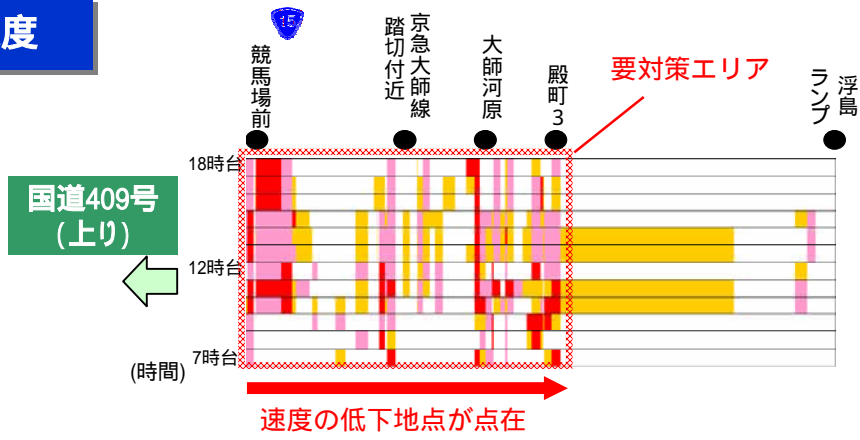 度
15
競馬場前
京急大師線
踏切付近
大師河原
殿町3
浮島
ランプ
要対策エリア
国道409号
(上り)
18時台
12時台
7時台
(時間)
速度の低下地点が点在